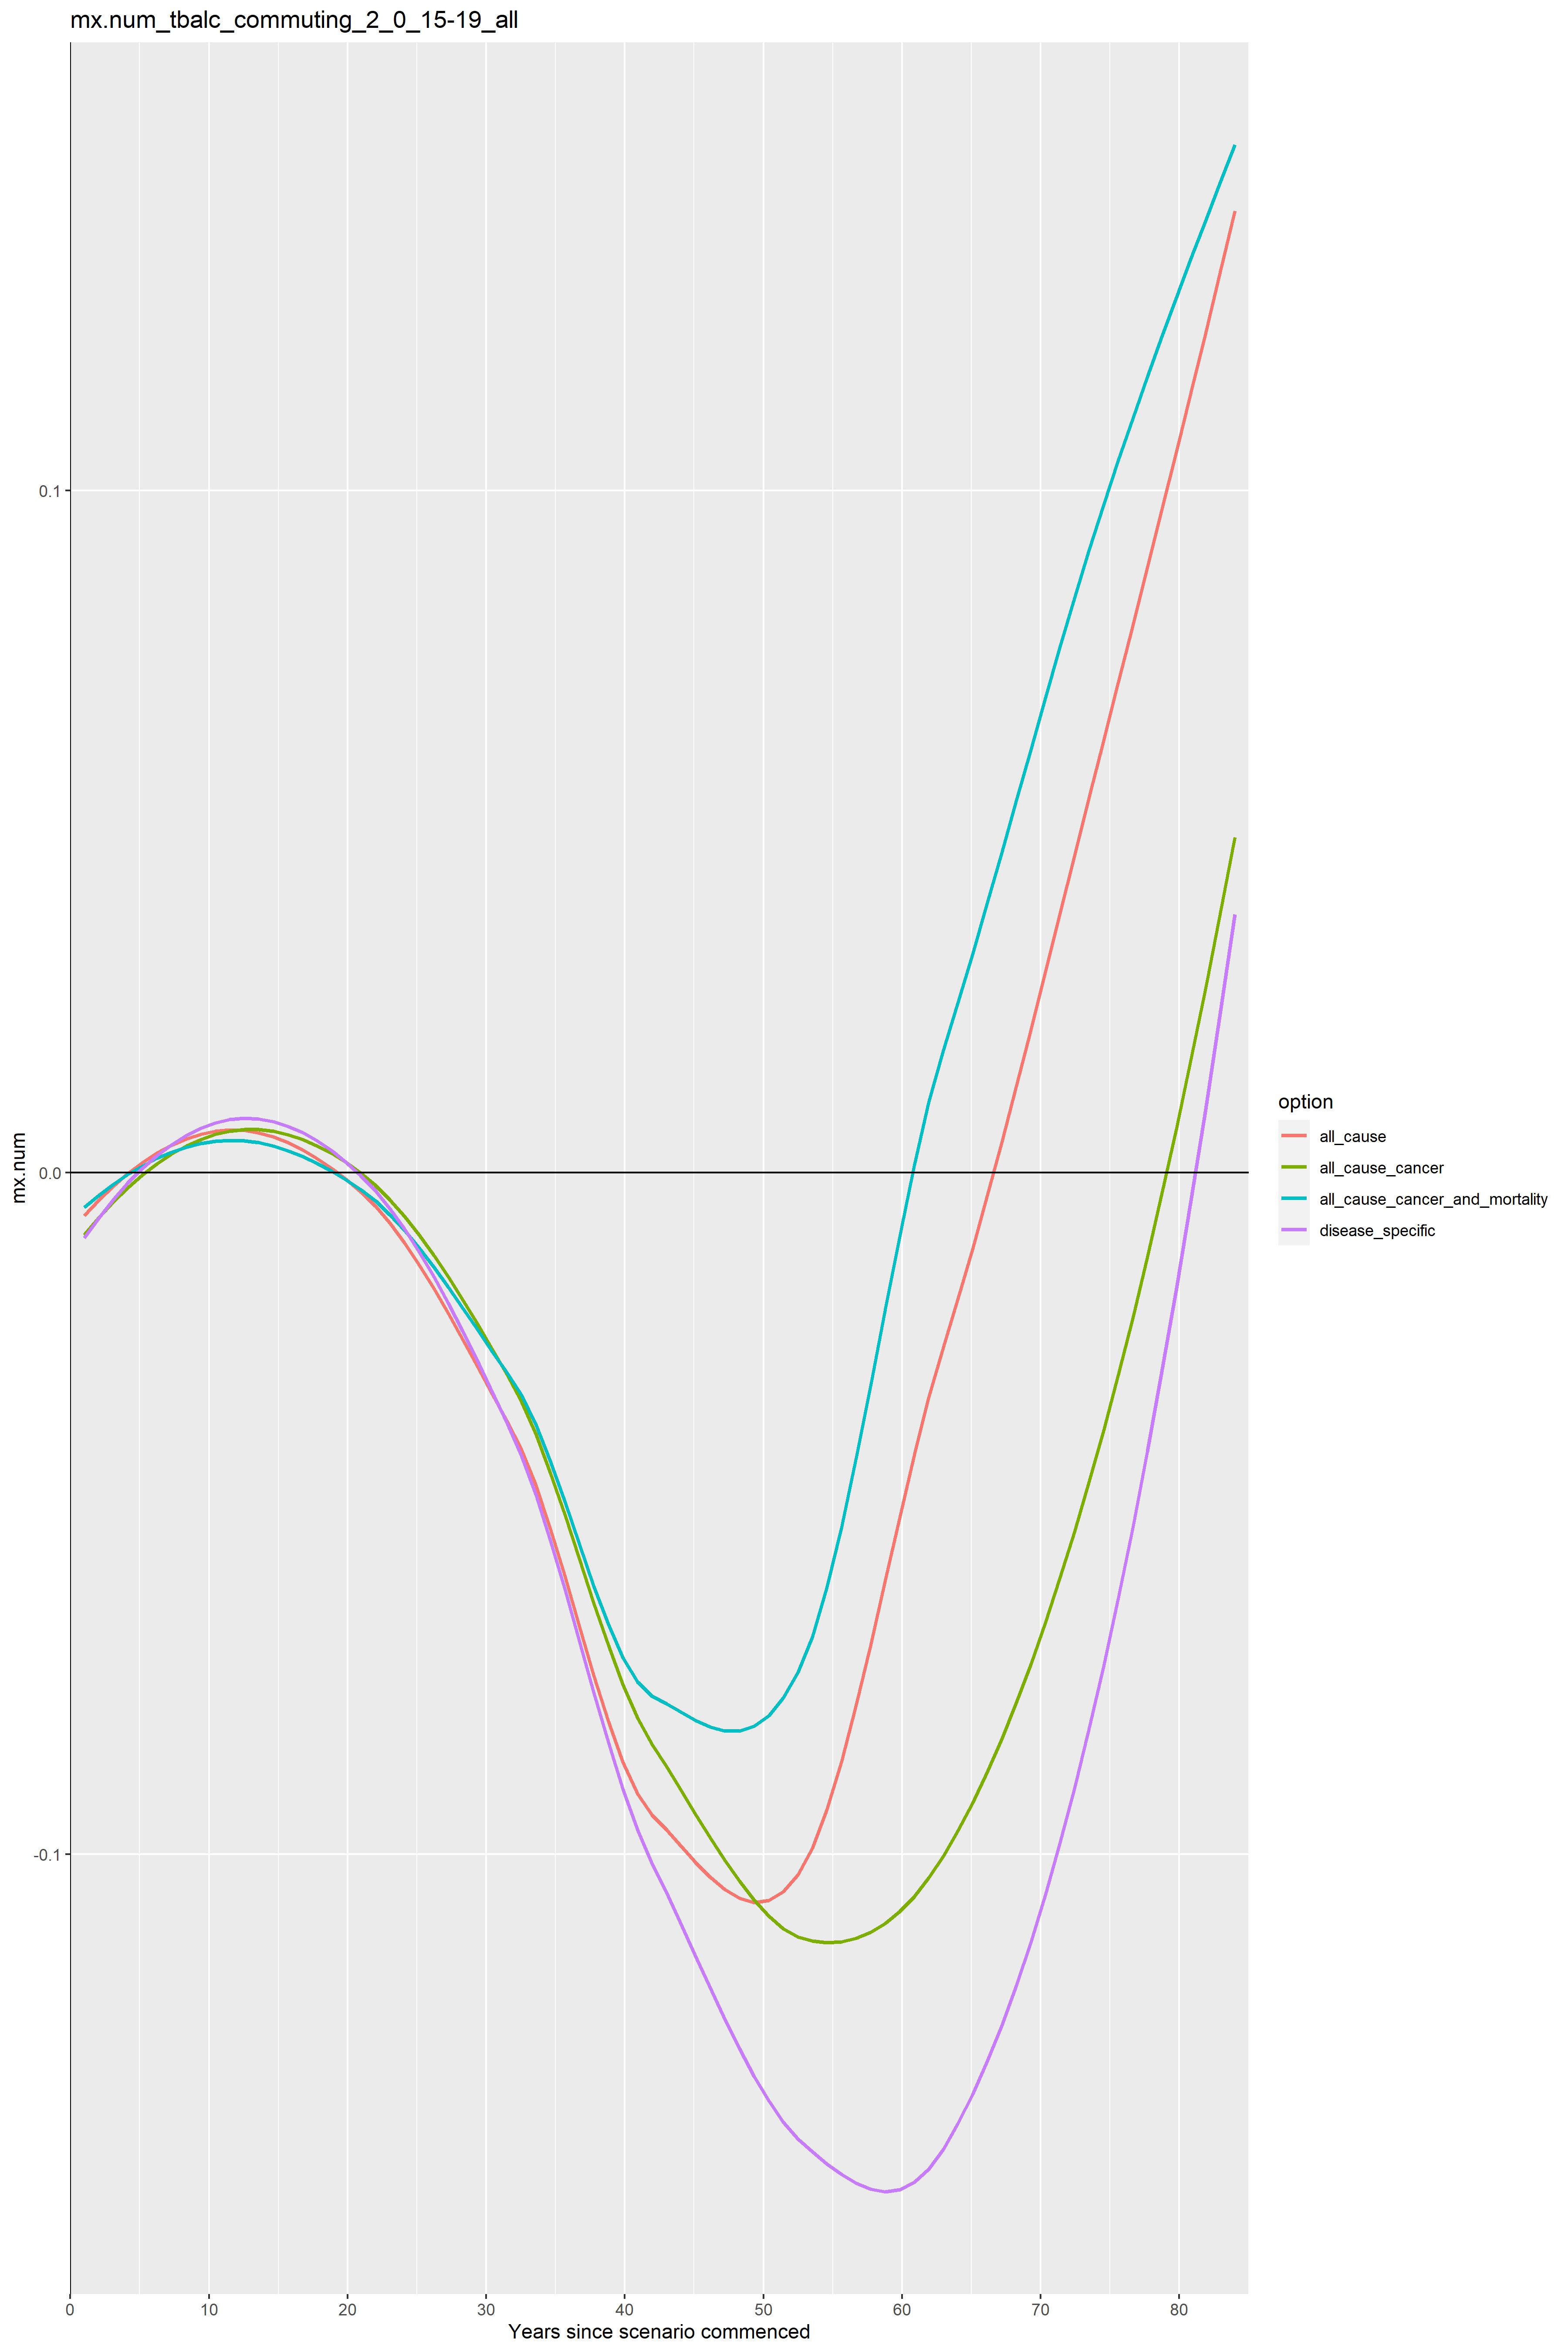 mx.num_tbalc_commuting_2_0_15-19_all
mx.num
0.1
0.0
-0.1
0 10 20 30 40 50 60 70 80
Years since scenario commenced
option
all_cause
all_cause_cancer
all_cause_cancer_and_mortality
disease_specific